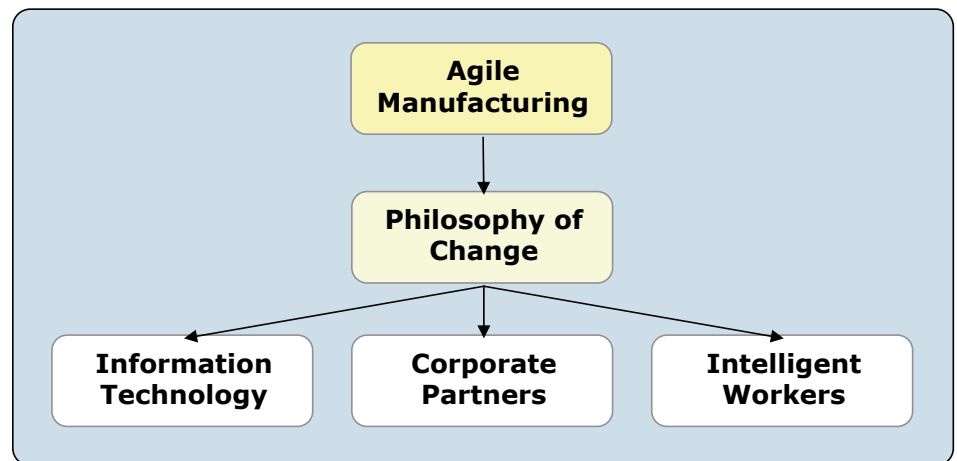 Agile
Manufacturing
Philosophy of
Change
Information
Technology
Corporate
Partners
Intelligent
Workers